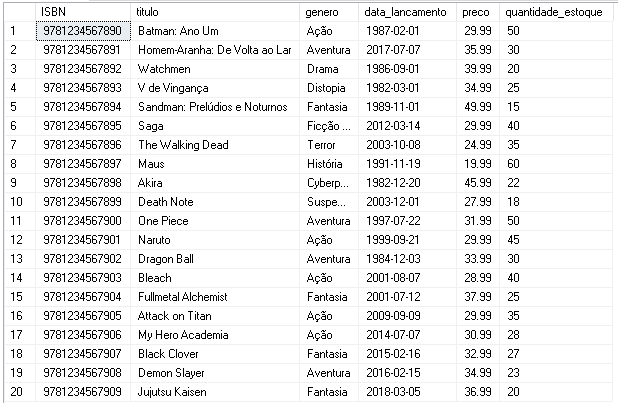 ISBN titulo genero data_lancamento preco quantidade_estoque
1 9781234567890 Batman: Ano Um Ação 1987-02-01 29.99 50
2 9781234567891 Homem-Aranha: De Volta ao Lar Aventura 2017-07-07 35.99 30
3 9781234567892 Watchmen Drama 1986-09-01 39.99 20
4 9781234567893 V de Vingança Distopia 1982-03-01 34.99 25
5 9781234567894 Sandman: Prelúdios e Noturnos Fantasia 1989-11-01 49.99 15
6 9781234567895 Saga Ficção ... 2012-03-14 29.99 40
7 9781234567896 The Walking Dead Terror 2003-10-08 24.99 35
8 9781234567897 Maus História 1991-11-19 19.99 60
9 9781234567898 Akira Cyberp... 1982-12-20 45.99 22
10 9781234567899 Death Note Suspe... 2003-12-01 27.99 18
11 9781234567900 One Piece Aventura 1997-07-22 31.99 50
12 9781234567901 Naruto Ação 1999-09-21 29.99 45
13 9781234567902 Dragon Ball Aventura 1984-12-03 33.99 30
14 9781234567903 Bleach Ação 2001-08-07 28.99 40
15 9781234567904 Fullmetal Alchemist Fantasia 2001-07-12 37.99 25
16 9781234567905 Attack on Titan Ação 2009-09-09 29.99 35
17 9781234567906 My Hero Academia Ação 2014-07-07 30.99 28
18 9781234567907 Black Clover Fantasia 2015-02-16 32.99 27
19 9781234567908 Demon Slayer Aventura 2016-02-15 34.99 23
20 9781234567909 Jujutsu Kaisen Fantasia 2018-03-05 36.99 20